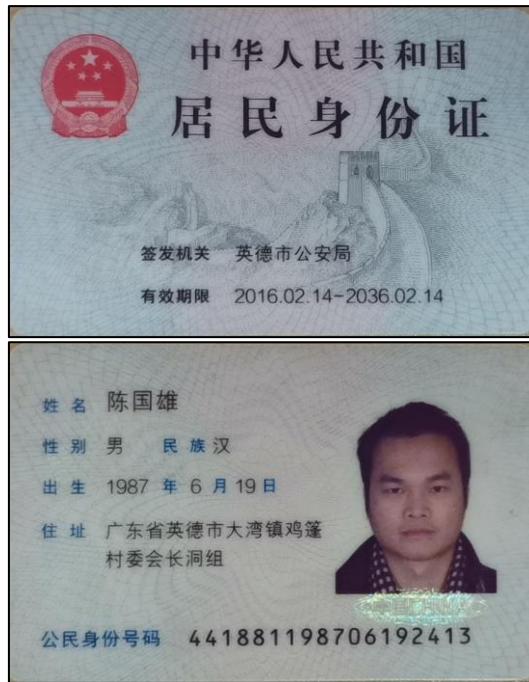 中华人民共和国
居民身份证
签发机关 英德市公安局
有效期限 2016.02.14-2036.02.14
姓名 陈国雄
性别 男 民族 汉
出生 1987 年 6 月 19 日
住址 广东省英德市大湾镇鸡篷
村委会长洞组
公民身份号码 441881198706192413